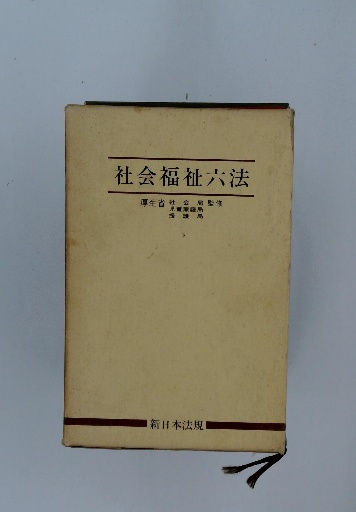 社会福祉六法
厚生省 社会局 監修
児童家庭局
援護局
新日本法規